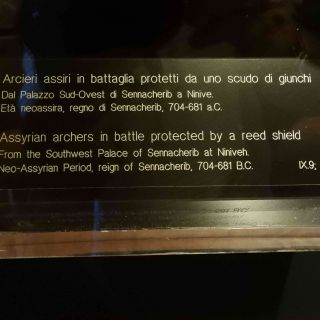 Arcieri assiri in battaglia protetti da uno scudo di giunchi
Dal Palazzo Sud-Ovest di Sennacherib a Ninive.
Età neoassira, regno di Sennacherib, 704-681 a.C.
Assyrian archers in battle protected by a reed shield
From the Southwest Palace of Sennacherib at Niniveh.
Neo-Assyrian Period, reign of Sennacherib, 704-681 B.C. IX.9;